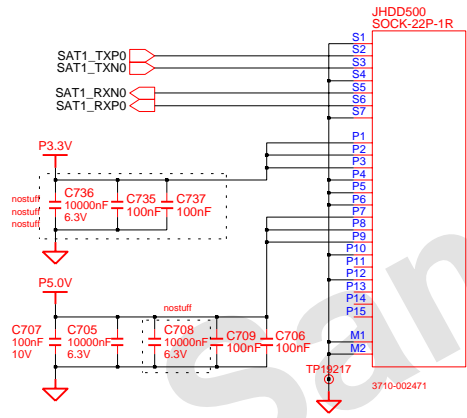 JHDD500
SOCK-22P-1R
S1
SAT1_TXP0 S2
SAT1_TXN0 S3
S4
SAT1_RXN0 S5
SAT1_RXP0 S6
S7
P1
P3.3V P2
P3
P4
nostuff C736 C735 C737 P5
nostuff 10000nF 100nF 100nF P6
nostuff 6.3V P7
P8
P9
P10
P11
P5.0V P12
P13
nostuff P14
P15
C707 C705 C708 C709 C706
100nF 10000nF 10000nF 100nF 100nF M1
10V 6.3V 6.3V M2
TP19217
3710-002471
Sam